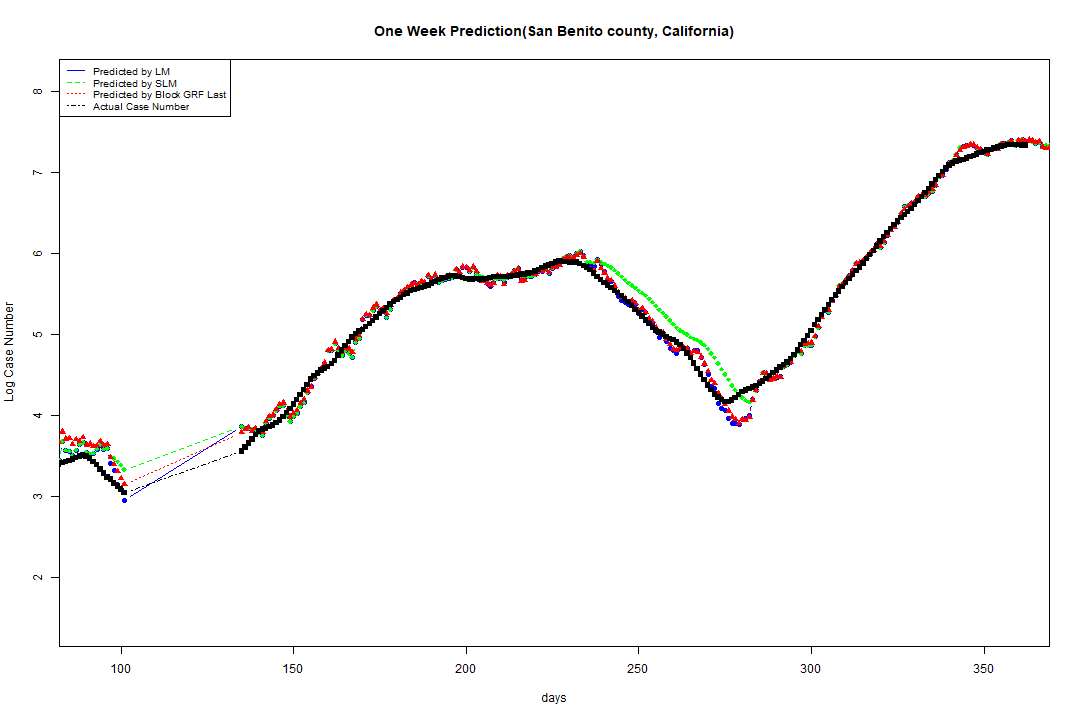 One Week Prediction(San Benito county, California)
Predicted by LM
Predicted by SLM
Predicted by Block GRF Last
Actual Case Number
Log Case Number
8
7
6
5
4
3
2
100 150 200 250 300 350
days